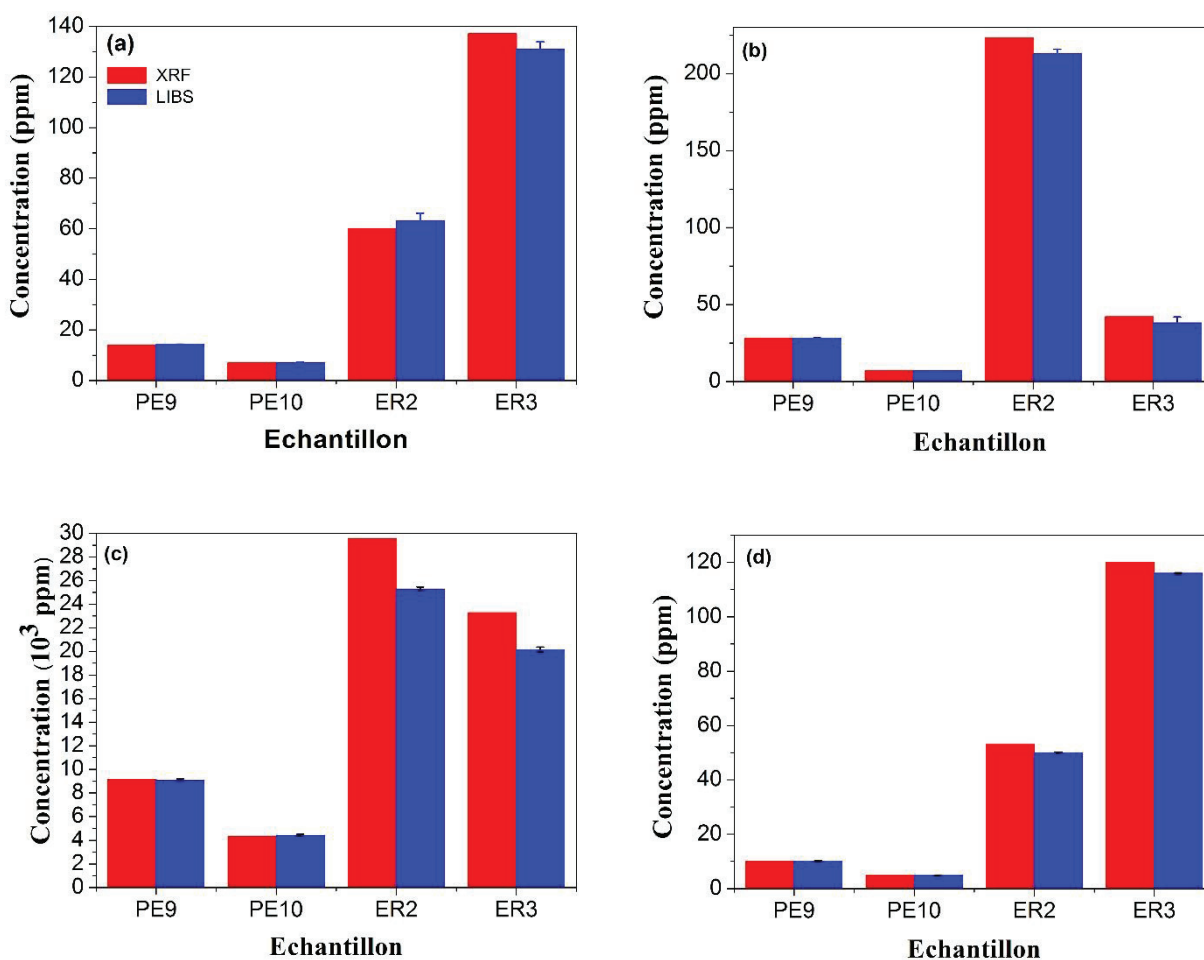 (a)
XRF
LIBS
Concentration (ppm)
140
120
100
80
60
40
20
0
PE9 PE10 ER2 ER3
Echantillon
(b)
Concentration (ppm)
200
150
100
50
0
PE9 PE10 ER2 ER3
Echantillon
(c)
Concentration (10³ ppm)
30
28
26
24
22
20
18
16
14
12
10
8
6
4
2
0
PE9 PE10 ER2 ER3
Echantillon
(d)
Concentration (ppm)
120
100
80
60
40
20
0
PE9 PE10 ER2 ER3
Echantillon